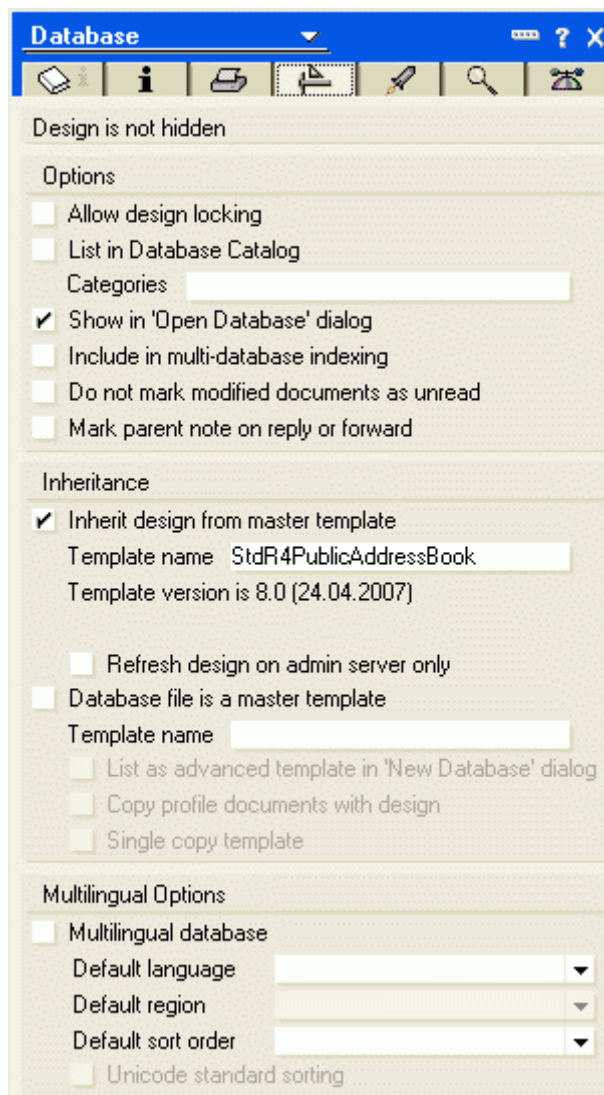 Database
?
X
i
Design is not hidden
Options
Allow design locking
List in Database Catalog
Categories
Show in 'Open Database' dialog
Include in multi-database indexing
Do not mark modified documents as unread
Mark parent note on reply or forward
Inheritance
Inherit design from master template
Template name StdR4PublicAddressBook
Template version is 8.0 (24.04.2007)
Refresh design on admin server only
Database file is a master template
Template name
List as advanced template in 'New Database' dialog
Copy profile documents with design
Single copy template
Multilingual Options
Multilingual database
Default language
Default region
Default sort order
Unicode standard sorting